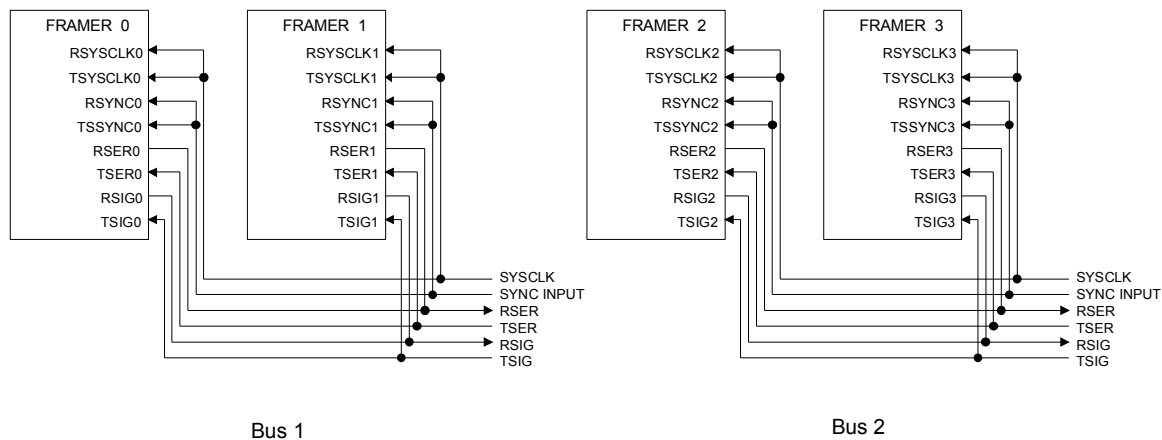 FRAMER 0
RSYSCLK0
TSYSCLK0
RSYNC0
TSSYNC0
RSER0
TSER0
RSIG0
TSIG0
FRAMER 1
RSYSCLK1
TSYSCLK1
RSYNC1
TSSYNC1
RSER1
TSER1
RSIG1
TSIG1
SYSCLK
SYNC INPUT
RSER
TSER
RSIG
TSIG
Bus 1
FRAMER 2
RSYSCLK2
TSYSCLK2
RSYNC2
TSSYNC2
RSER2
TSER2
RSIG2
TSIG2
FRAMER 3
RSYSCLK3
TSYSCLK3
RSYNC3
TSSYNC3
RSER3
TSER3
RSIG3
TSIG3
SYSCLK
SYNC INPUT
RSER
TSER
RSIG
TSIG
Bus 2